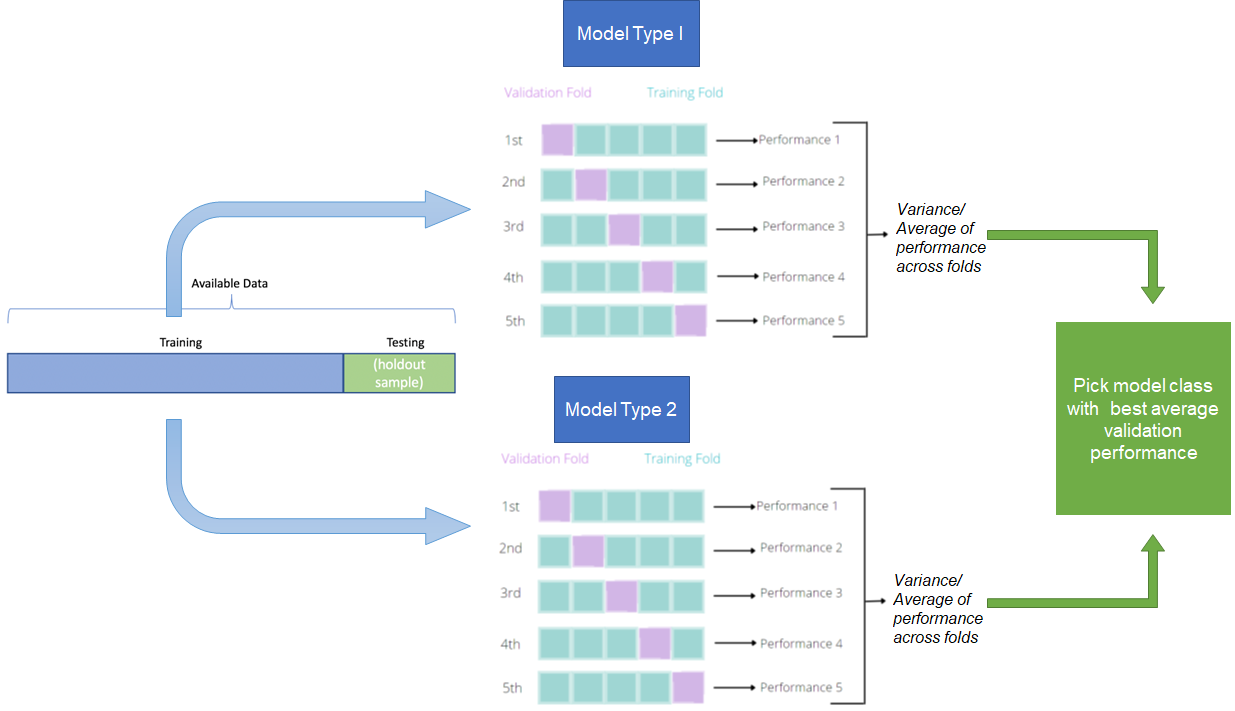 Model Type I
Validation Fold
Training Fold
1st
Performance 1
2nd
Performance 2
3rd
Performance 3
4th
Performance 4
5th
Performance 5
Variance/
Average of
performance
across folds
Available Data
Training
Testing
(holdout
sample)
Pick model class
with best average
validation
performance
Model Type 2
Validation Fold
Training Fold
1st
Performance 1
2nd
Performance 2
3rd
Performance 3
4th
Performance 4
5th
Performance 5
Variance/
Average of
performance
across folds